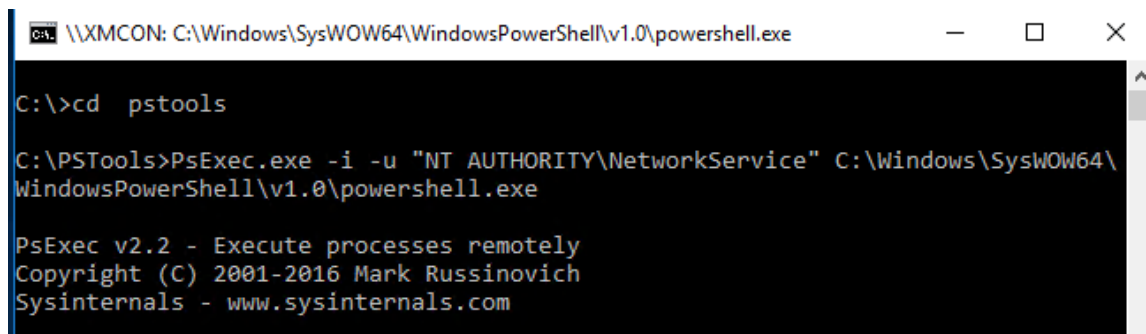 \\XMCON: C:\Windows\SysWOW64\WindowsPowerShell\v1.0\powershell.exe
C:\>cd  pstools
C:\PSTools>PsExec.exe -i -u "NT AUTHORITY\NetworkService" C:\Windows\SysWOW64\
WindowsPowerShell\v1.0\powershell.exe
PsExec v2.2 - Execute processes remotely
Copyright (C) 2001-2016 Mark Russinovich
Sysinternals - www.sysinternals.com